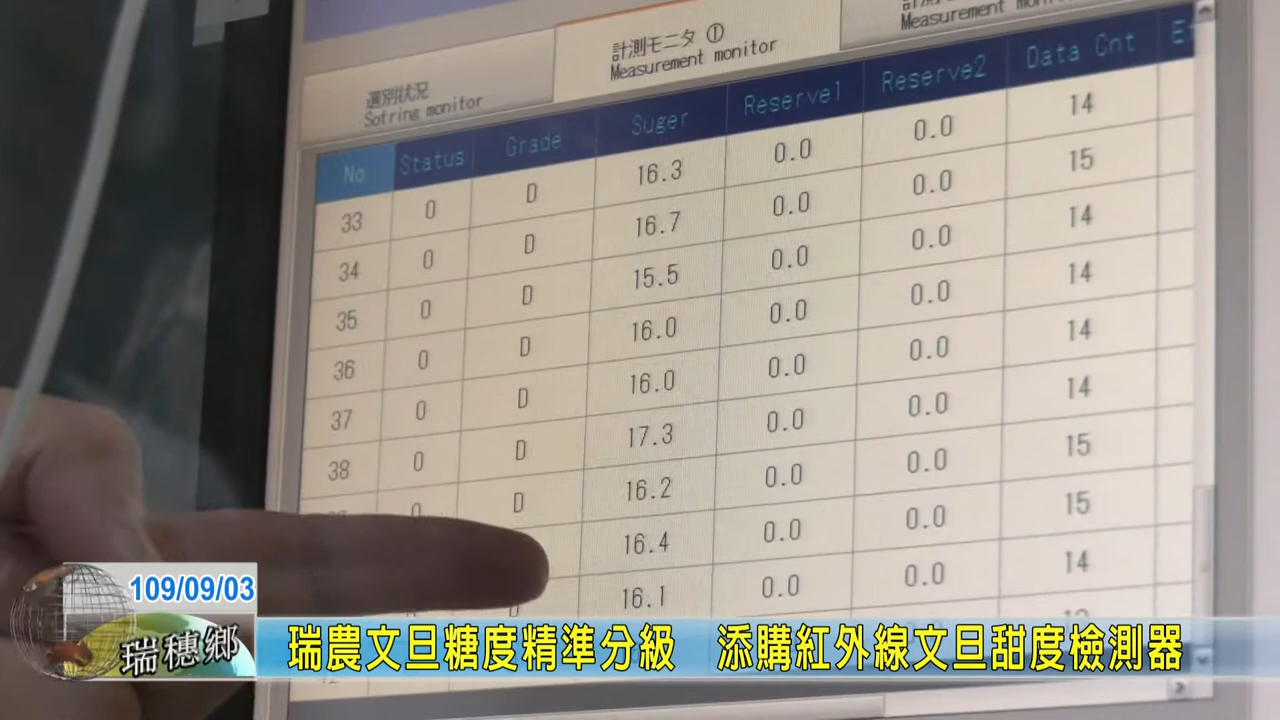 計測モニタ ①
Measurement monitor
Measurement
選別状況
Sotring monitor
No Status Grade Suger Reserve1 Reserve2 Data Cnt
33 0 D 16.3 0.0 0.0 14
34 0 D 16.7 0.0 0.0 15
35 0 D 15.5 0.0 0.0 14
36 0 D 16.0 0.0 0.0 14
37 0 D 16.0 0.0 0.0 14
38 0 D 17.3 0.0 0.0 14
0 D 16.2 0.0 0.0 15
16.4 0.0 0.0 15
16.1 0.0 0.0 14
109/09/03
瑞穗鄉
瑞農文旦糖度精準分級 添購紅外線文旦甜度檢測器